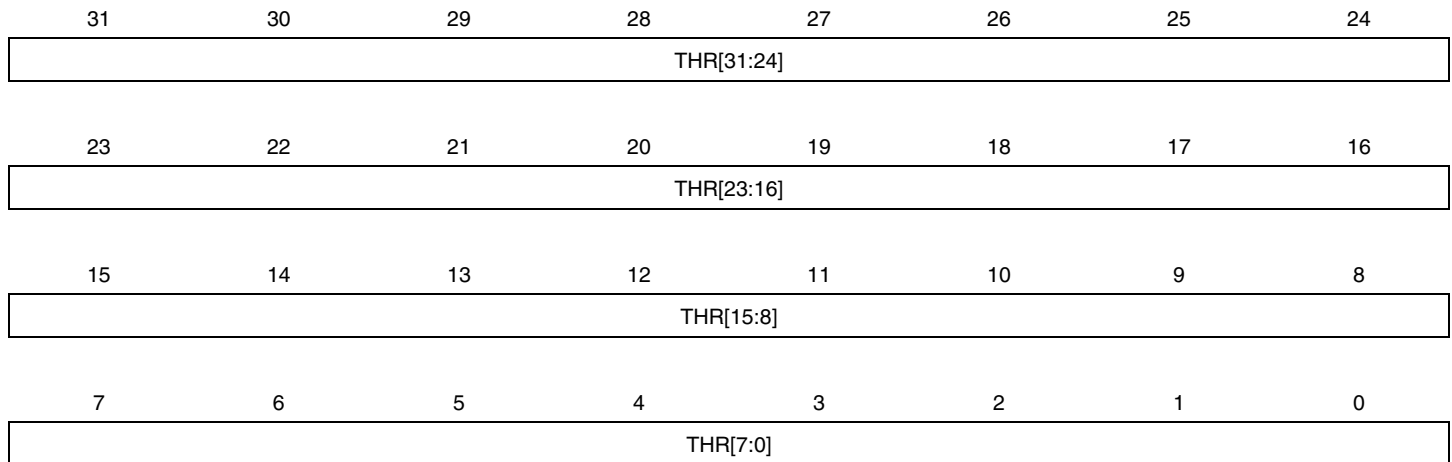 31 30 29 28 27 26 25 24
THR[31:24]
23 22 21 20 19 18 17 16
THR[23:16]
15 14 13 12 11 10 9 8
THR[15:8]
7 6 5 4 3 2 1 0
THR[7:0]